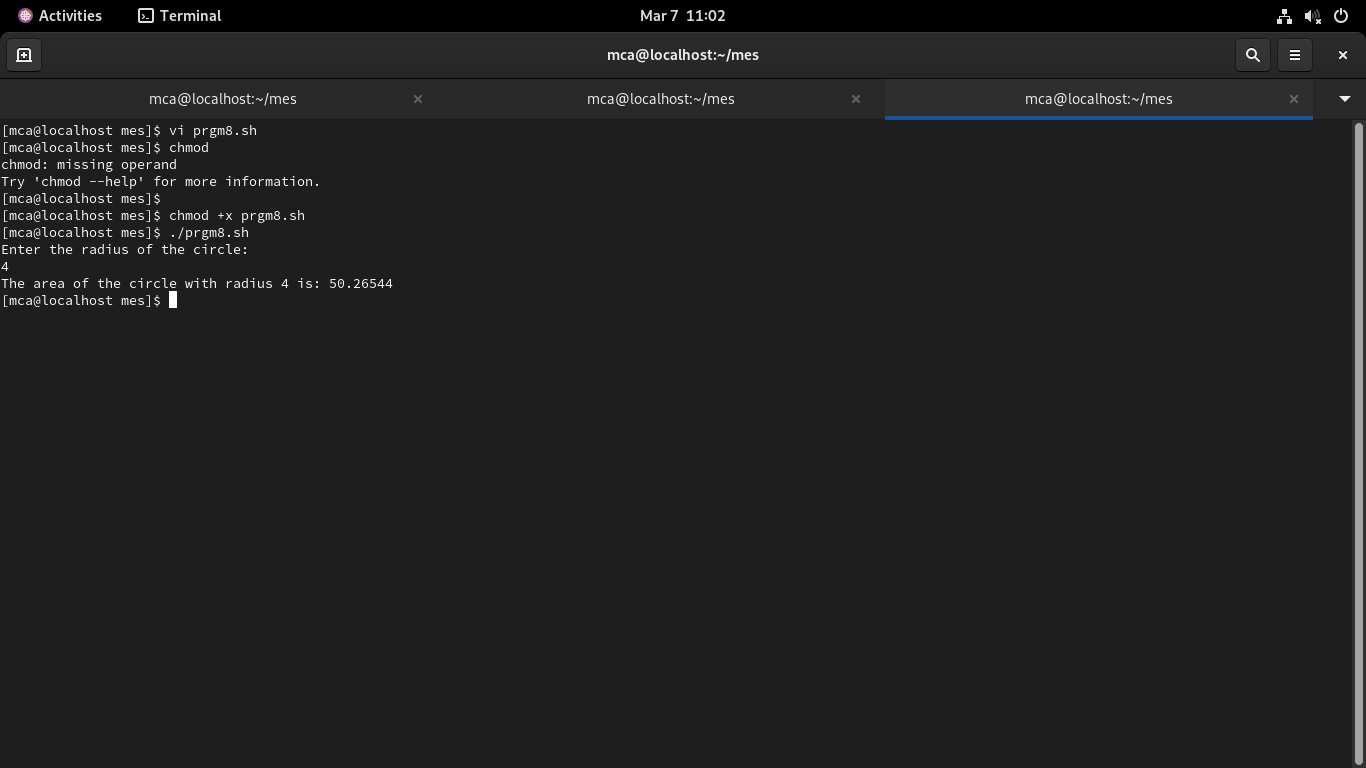 Activities Terminal Mar 7 11:02
mca@localhost:~/mes
mca@localhost:~/mes mca@localhost:~/mes mca@localhost:~/mes
[mca@localhost mes]$ vi prgm8.sh
[mca@localhost mes]$ chmod
chmod: missing operand
Try 'chmod --help' for more information.
[mca@localhost mes]$
[mca@localhost mes]$ chmod +x prgm8.sh
[mca@localhost mes]$ ./prgm8.sh
Enter the radius of the circle:
4
The area of the circle with radius 4 is: 50.26544
[mca@localhost mes]$